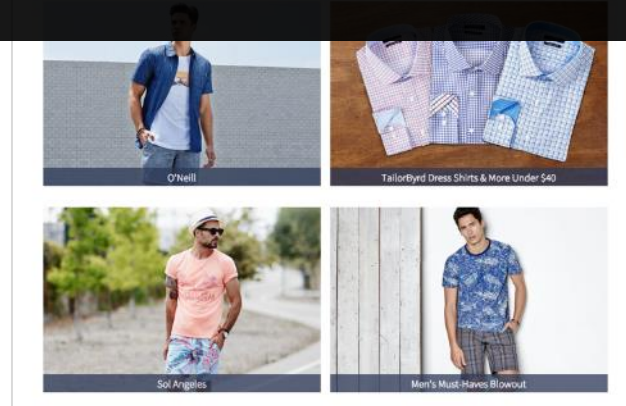 O'Neill
TailorByrd Dress Shirts & More Under $40
Sol Angeles
Men's Must-Haves Blowout